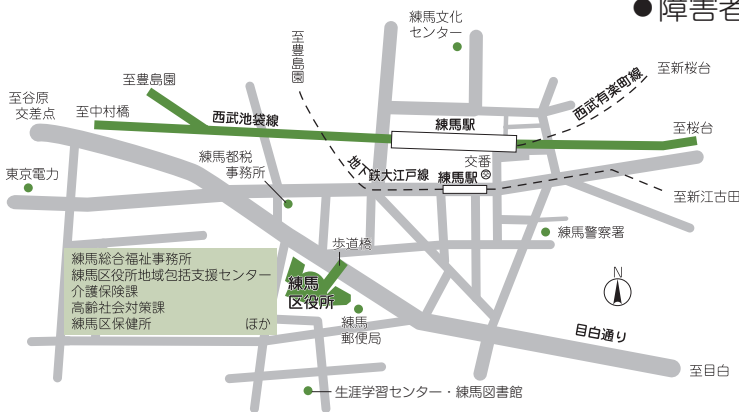 ●障害者
練馬文化
センター
至豊島園
至豊島園
至新桜台
西武有楽町線
至谷原
交差点
至中村橋
西武池袋線
練馬駅
至桜台
東京電力
練馬都税
事務所
地下鉄大江戸線
交番
練馬駅
至新江古田
練馬警察署
歩道橋
練馬総合福祉事務所
練馬区役所地域包括支援センター
介護保険課
高齢社会対策課
練馬区保健所 ほか
練馬
区役所
N
練馬
郵便局
目白通り
至目白
生涯学習センター・練馬図書館